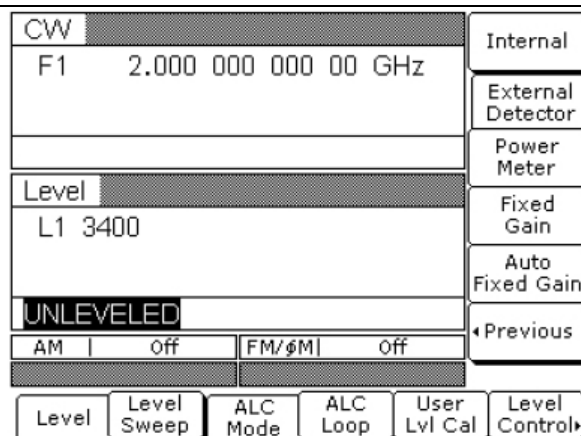 CW
F1 2.000 000 000 00 GHz
Level
L1 3400
UNLEVELED
AM | Off FM/ϕM| Off
Internal
External
Detector
Power
Meter
Fixed
Gain
Auto
Fixed Gain
◂Previous
Level
Level
Sweep
ALC
Mode
ALC
Loop
User
Lvl Cal
Level
Control▸